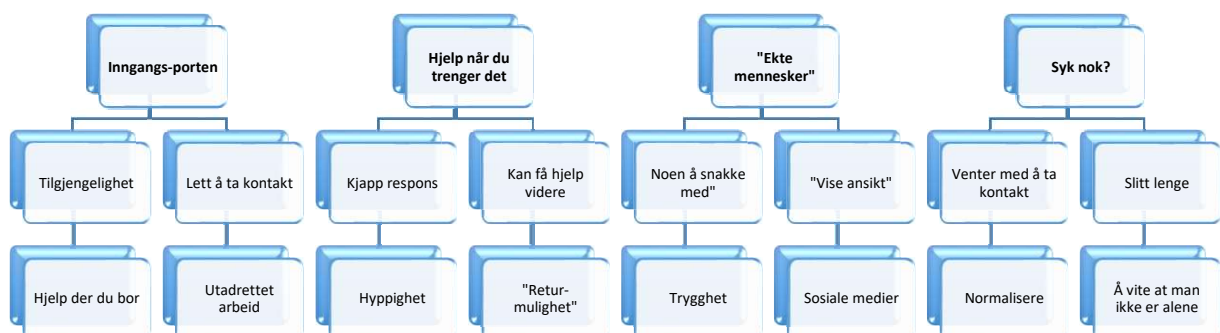 Inngangs-porten
Hjelp når du
trenger det
"Ekte
mennesker"
Syk nok?
Tilgjengelighet
Lett å ta kontakt
Kjapp respons
Kan få hjelp
videre
Noen å snakke
med"
"Vise ansikt"
Venter med å ta
kontakt
Slitt lenge
Hjelp der du bor
Utadrettet
arbeid
Hyppighet
"Retur-
mulighet"
Trygghet
Sosiale medier
Normalisere
Å vite at man
ikke er alene